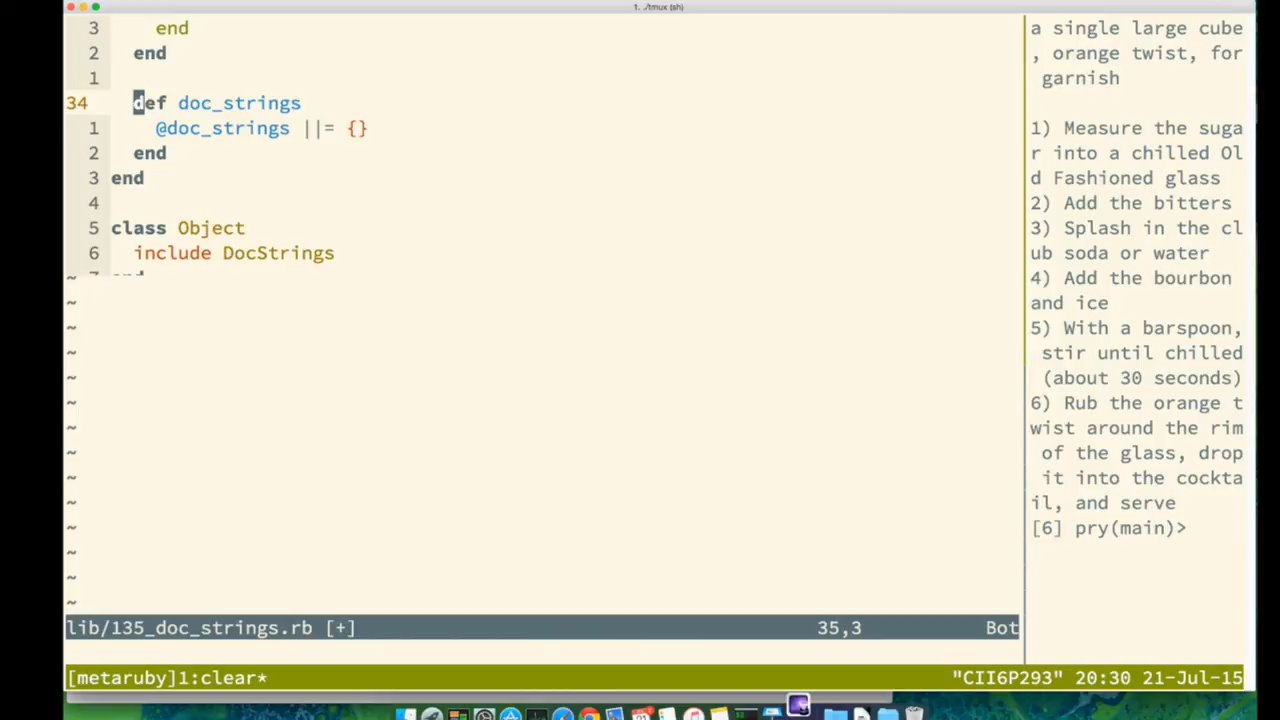 1. ./tmux (sh)
3 end
2 end
1
34 def doc_strings
1 @doc_strings ||= {}
2 end
3 end
4
5 class Object
6 include DocStrings
7 end
~
~
~
~
~
~
~
~
~
~
~
~
~
~
lib/135_doc_strings.rb [+] 35,3 Bot
a single large cube
, orange twist, for
garnish
1) Measure the suga
r into a chilled Ol
d Fashioned glass
2) Add the bitters
3) Splash in the cl
ub soda or water
4) Add the bourbon
and ice
5) With a barspoon,
stir until chilled
(about 30 seconds)
6) Rub the orange t
wist around the rim
of the glass, drop
it into the cockta
il, and serve
[6] pry(main)>
[metaruby]1:clear* "CII6P293" 20:30 21-Jul-15